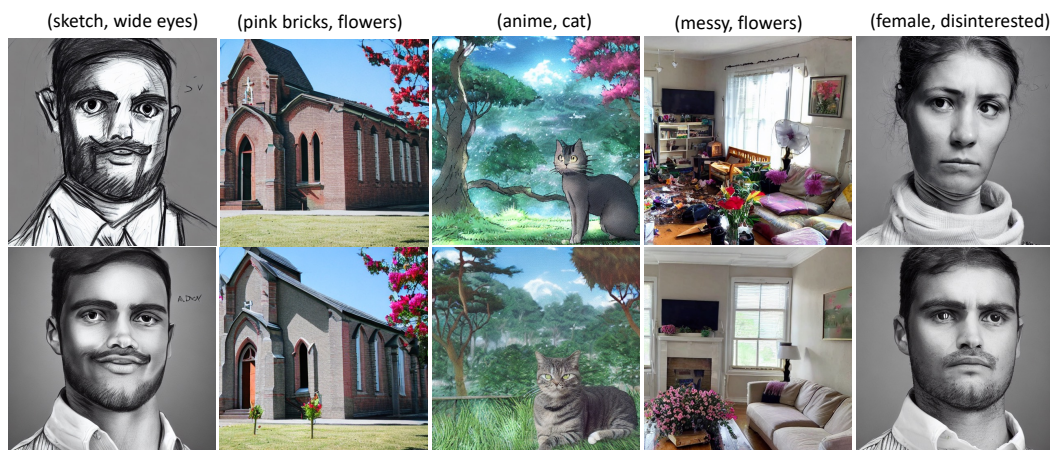 (sketch, wide eyes)
(pink bricks, flowers)
(anime, cat)
(messy, flowers)
(female, disinterested)